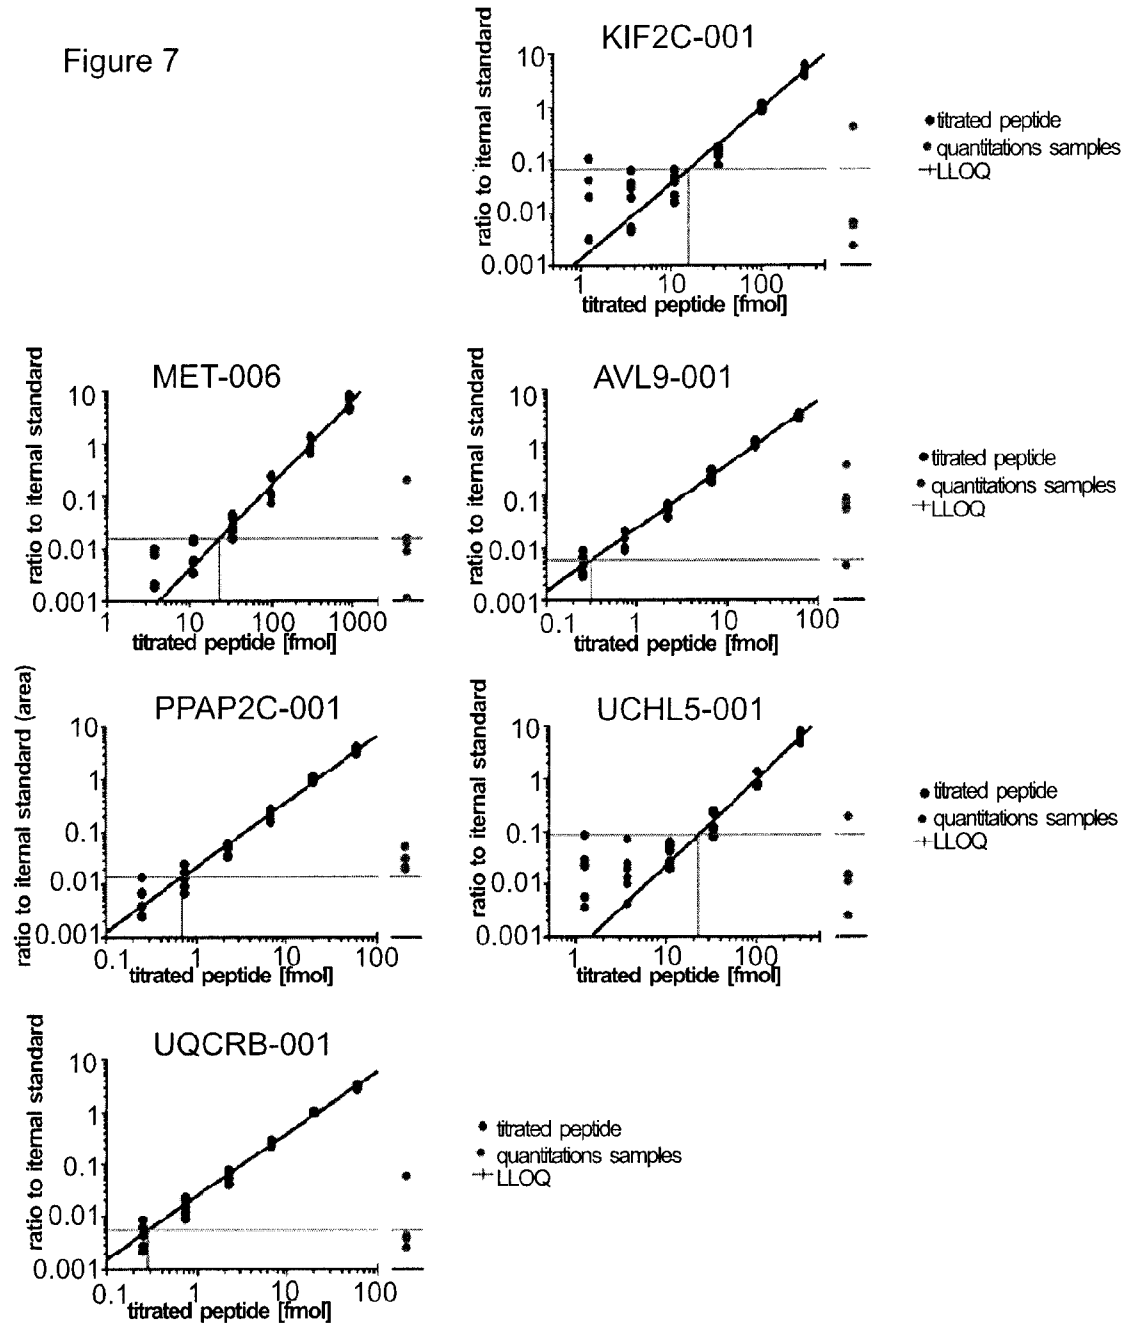 Figure 7
KIF2C-001
ratio to iternal standard
10
1
0.1
0.01
0.001
1 10 100
titrated peptide [fmol]
titrated peptide
quantitations samples
LLOQ
MET-006
ratio to iternal standard
10
1
0.1
0.01
0.001
1 10 100 1000
titrated peptide [fmol]
AVL9-001
ratio to iternal standard
10
1
0.1
0.01
0.001
0.1 1 10 100
titrated peptide [fmol]
titrated peptide
quantitations samples
LLOQ
PPAP2C-001
ratio to iternal standard (area)
10
1
0.1
0.01
0.001
0.1 1 10 100
titrated peptide [fmol]
UCHL5-001
ratio to iternal standard
10
1
0.1
0.01
0.001
1 10 100
titrated peptide [fmol]
titrated peptide
quantitations samples
LLOQ
UQCRB-001
ratio to iternal standard
10
1
0.1
0.01
0.001
0.1 1 10 100
titrated peptide [fmol]
titrated peptide
quantitations samples
LLOQ